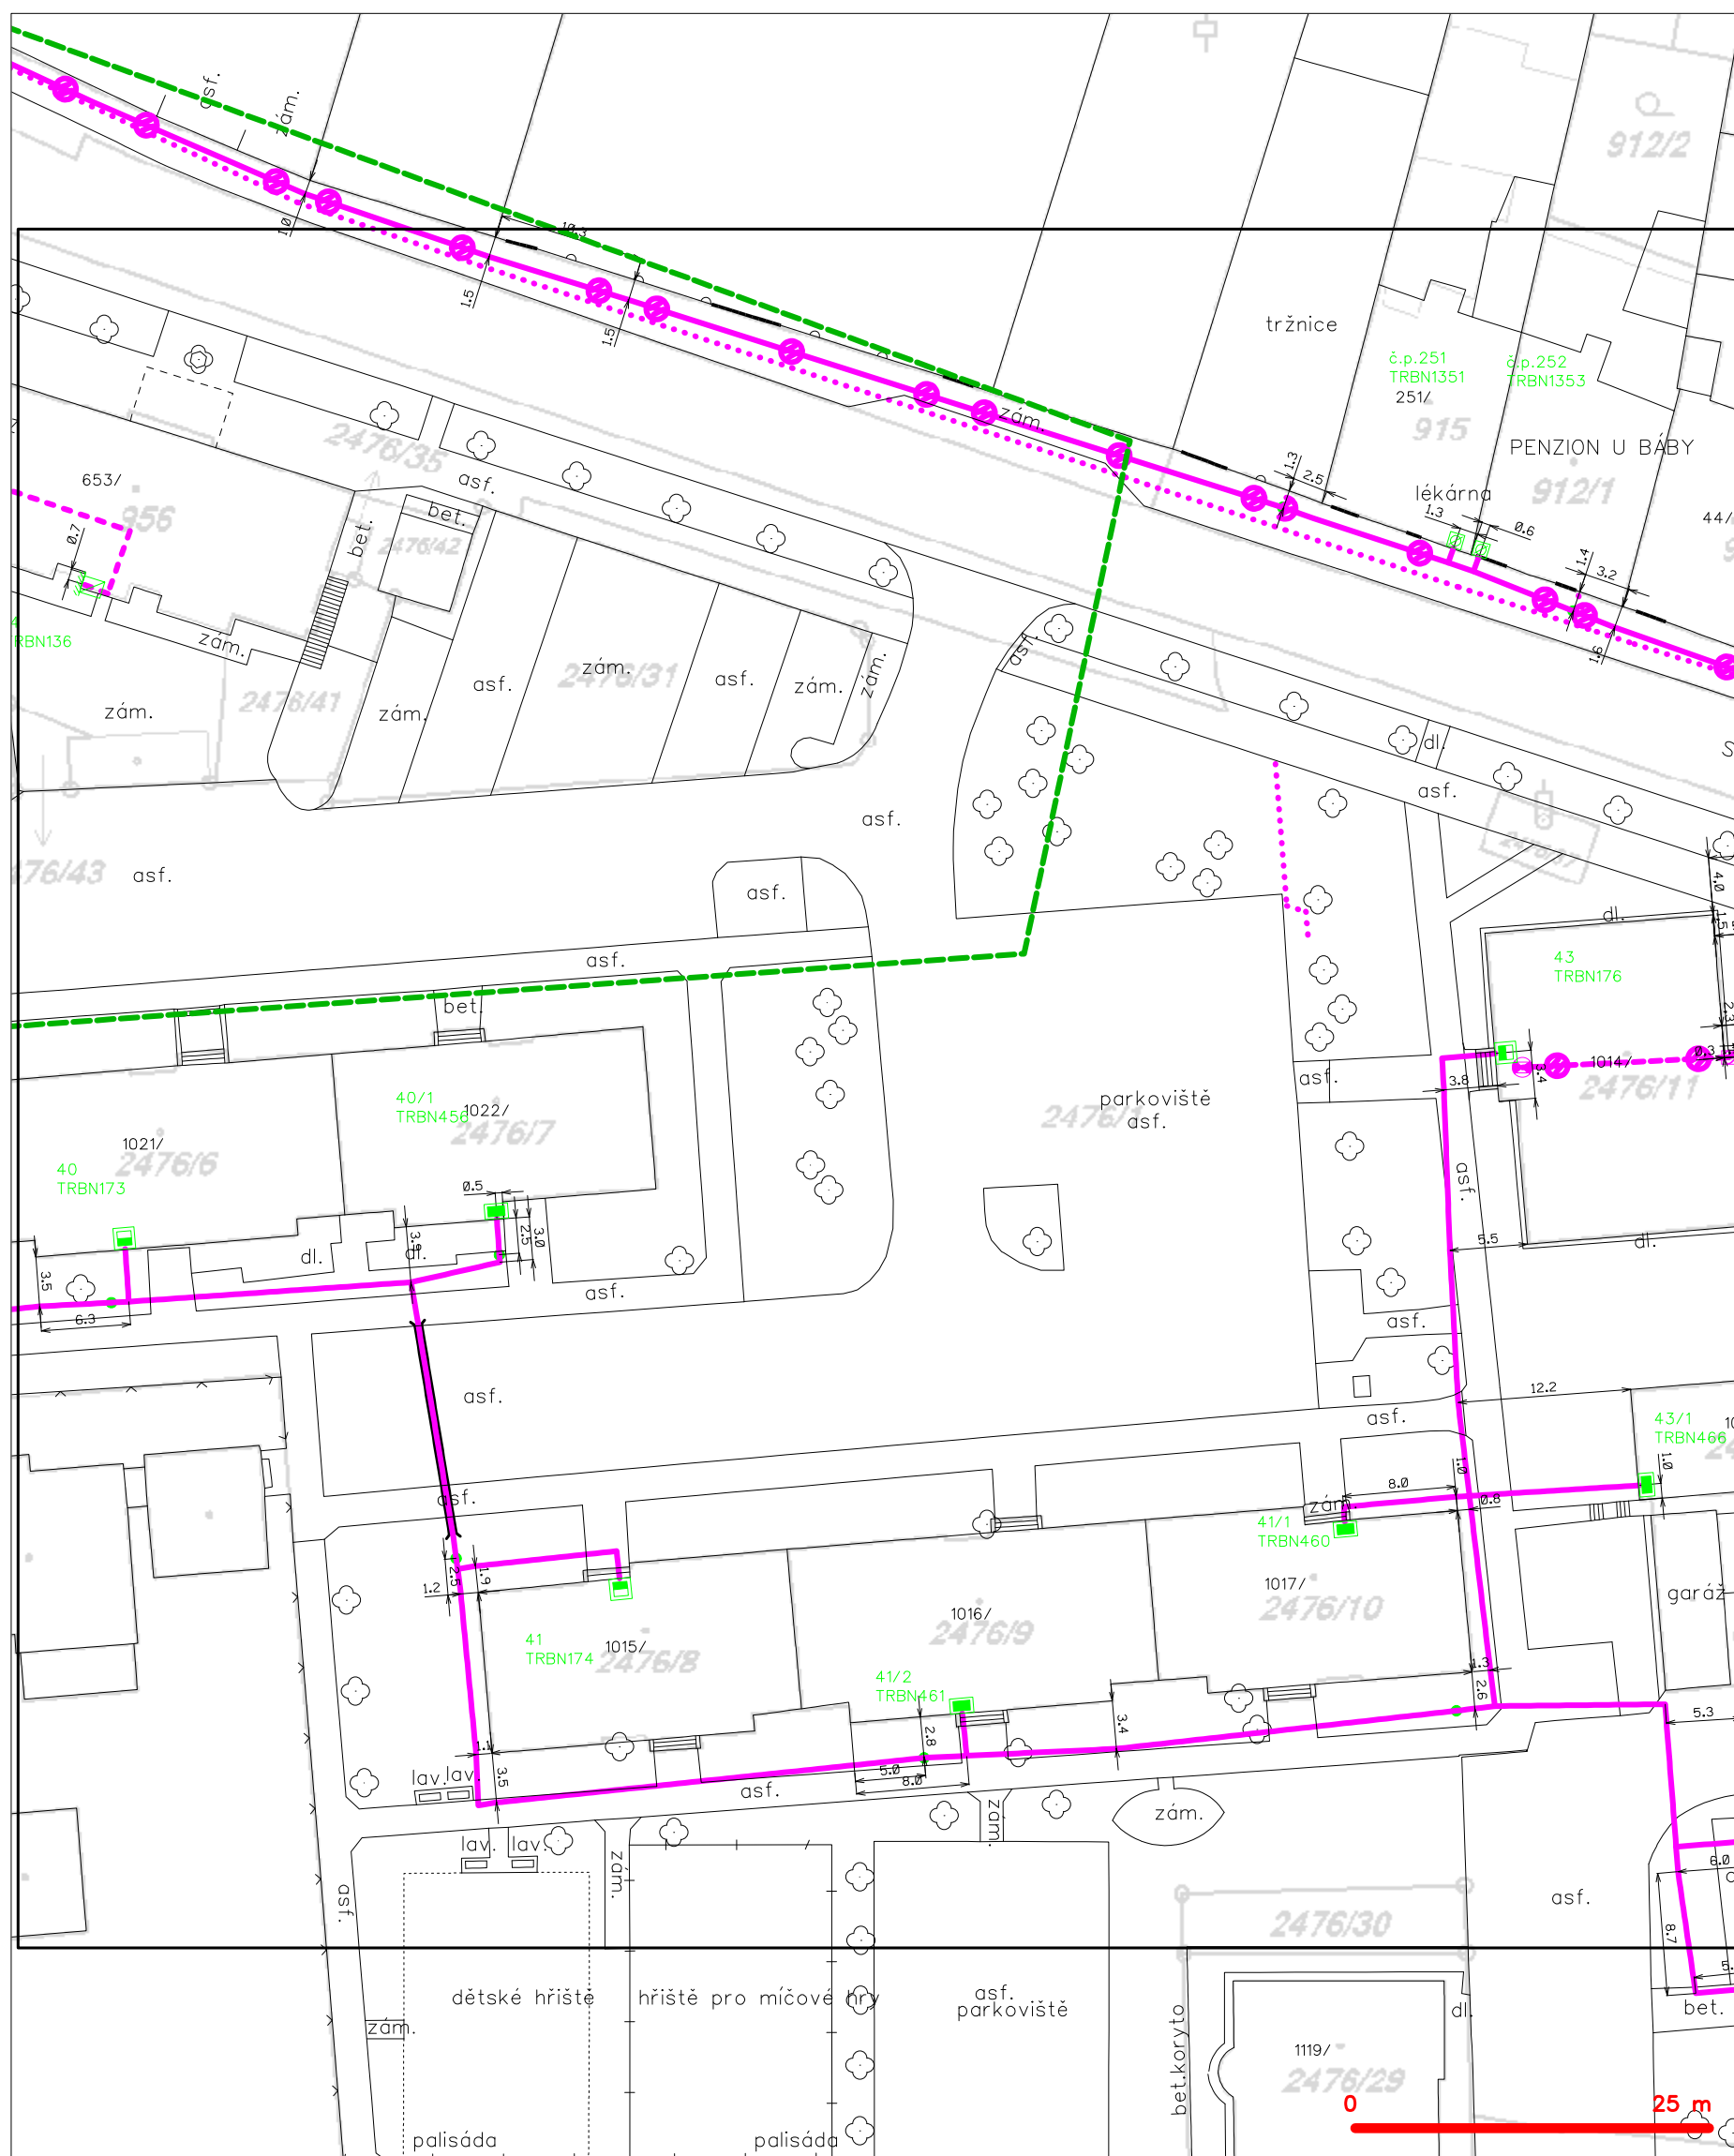 asf.
zám.
912/2
10.3
1.0
1.5
1.5
tržnice
č.p.251
TRBN1351
251/
č.p.252
TRBN1353
915
zám.
PENZION U BÁBY
2476/35
653/
956
asf.
bet.
bet.
2476/42
1.3
2.5
lékárna
1.3
0.6
912/1
44/
0.7
1.4
3.2
1.6
RBN136
zám.
zám.
asf.
2476/31
zám.
asf.
zám.
zám.
asf.
2476/41
zám.
dl.
asf.
asf.
2476/43
asf.
asf.
4.0
dl.
1.5
43
TRBN176
asf.
bet.
2.3
0.3
1014/
2476/11
3.4
3.8
asf.
parkoviště
asf.
2476/1
40/1
TRBN456
1022/
2476/7
1021/
2476/6
40
TRBN173
0.5
2.5
3.0
3.9
dl.
dl.
asf.
5.5
dl.
3.5
6.3
asf.
asf.
asf.
12.2
asf.
43/1
TRBN466
1.0
asf.
8.0
1.0
0.8
zám.
41/1
TRBN460
2.5
1.9
1.2
1017/
2476/10
garáž
1016/
2476/9
41
TRBN174
1015/
2476/8
41/2
TRBN461
1.3
2.6
5.3
2.8
3.4
1.1
3.5
5.0
8.0
lav.
lav.
asf.
zám.
zám.
lav.
lav.
zám.
asf.
6.0
asf.
8.7
2476/30
dětské hřiště
hřiště pro míčové hry
asf.
parkoviště
bet.
dl.
zám.
bet.koryto
1119/
2476/29
0
25 m
palisáda
palisáda